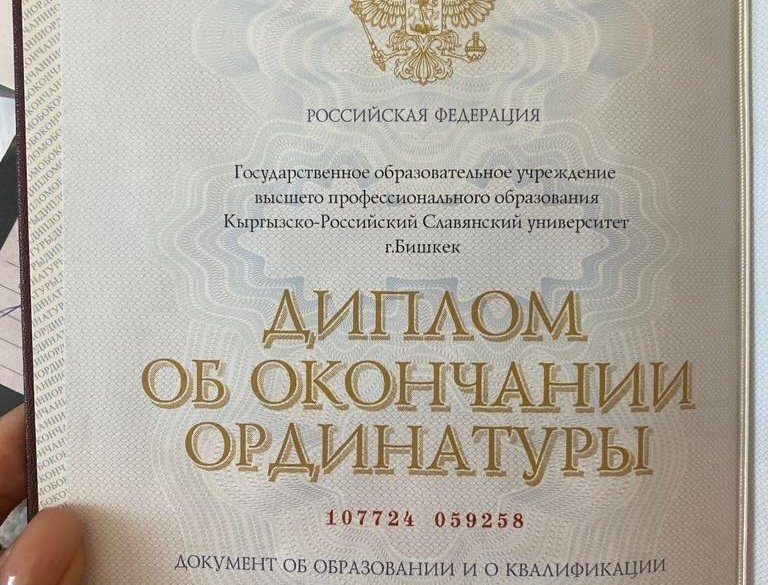 РОССИЙСКАЯ ФЕДЕРАЦИЯ
Государственное образовательное учреждение
высшего профессионального образования
Кыргызско-Российский Славянский университет
г.Бишкек
ДИПЛОМ
ОБ ОКОНЧАНИИ
ОРДИНАТУРЫ
107724 059258
ДОКУМЕНТ ОБ ОБРАЗОВАНИИ И О КВАЛИФИКАЦИИ